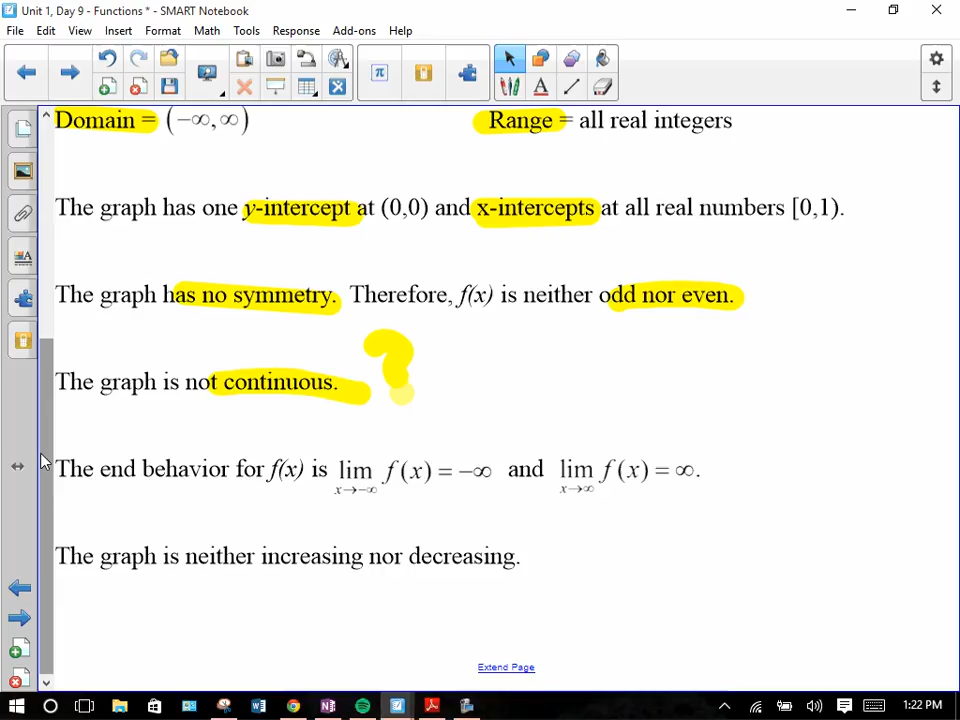 Unit 1, Day 9 - Functions * - SMART Notebook
File Edit View Insert Format Math Tools Response Add-ons Help
Domain = (−∞, ∞) Range = all real integers
The graph has one y-intercept at (0,0) and x-intercepts at all real numbers [0,1).
The graph has no symmetry. Therefore, f(x) is neither odd nor even.
?
The graph is not continuous.
The end behavior for f(x) is lim x→−∞ f(x) = −∞ and lim x→∞ f(x) = ∞.
The graph is neither increasing nor decreasing.
Extend Page
1:22 PM